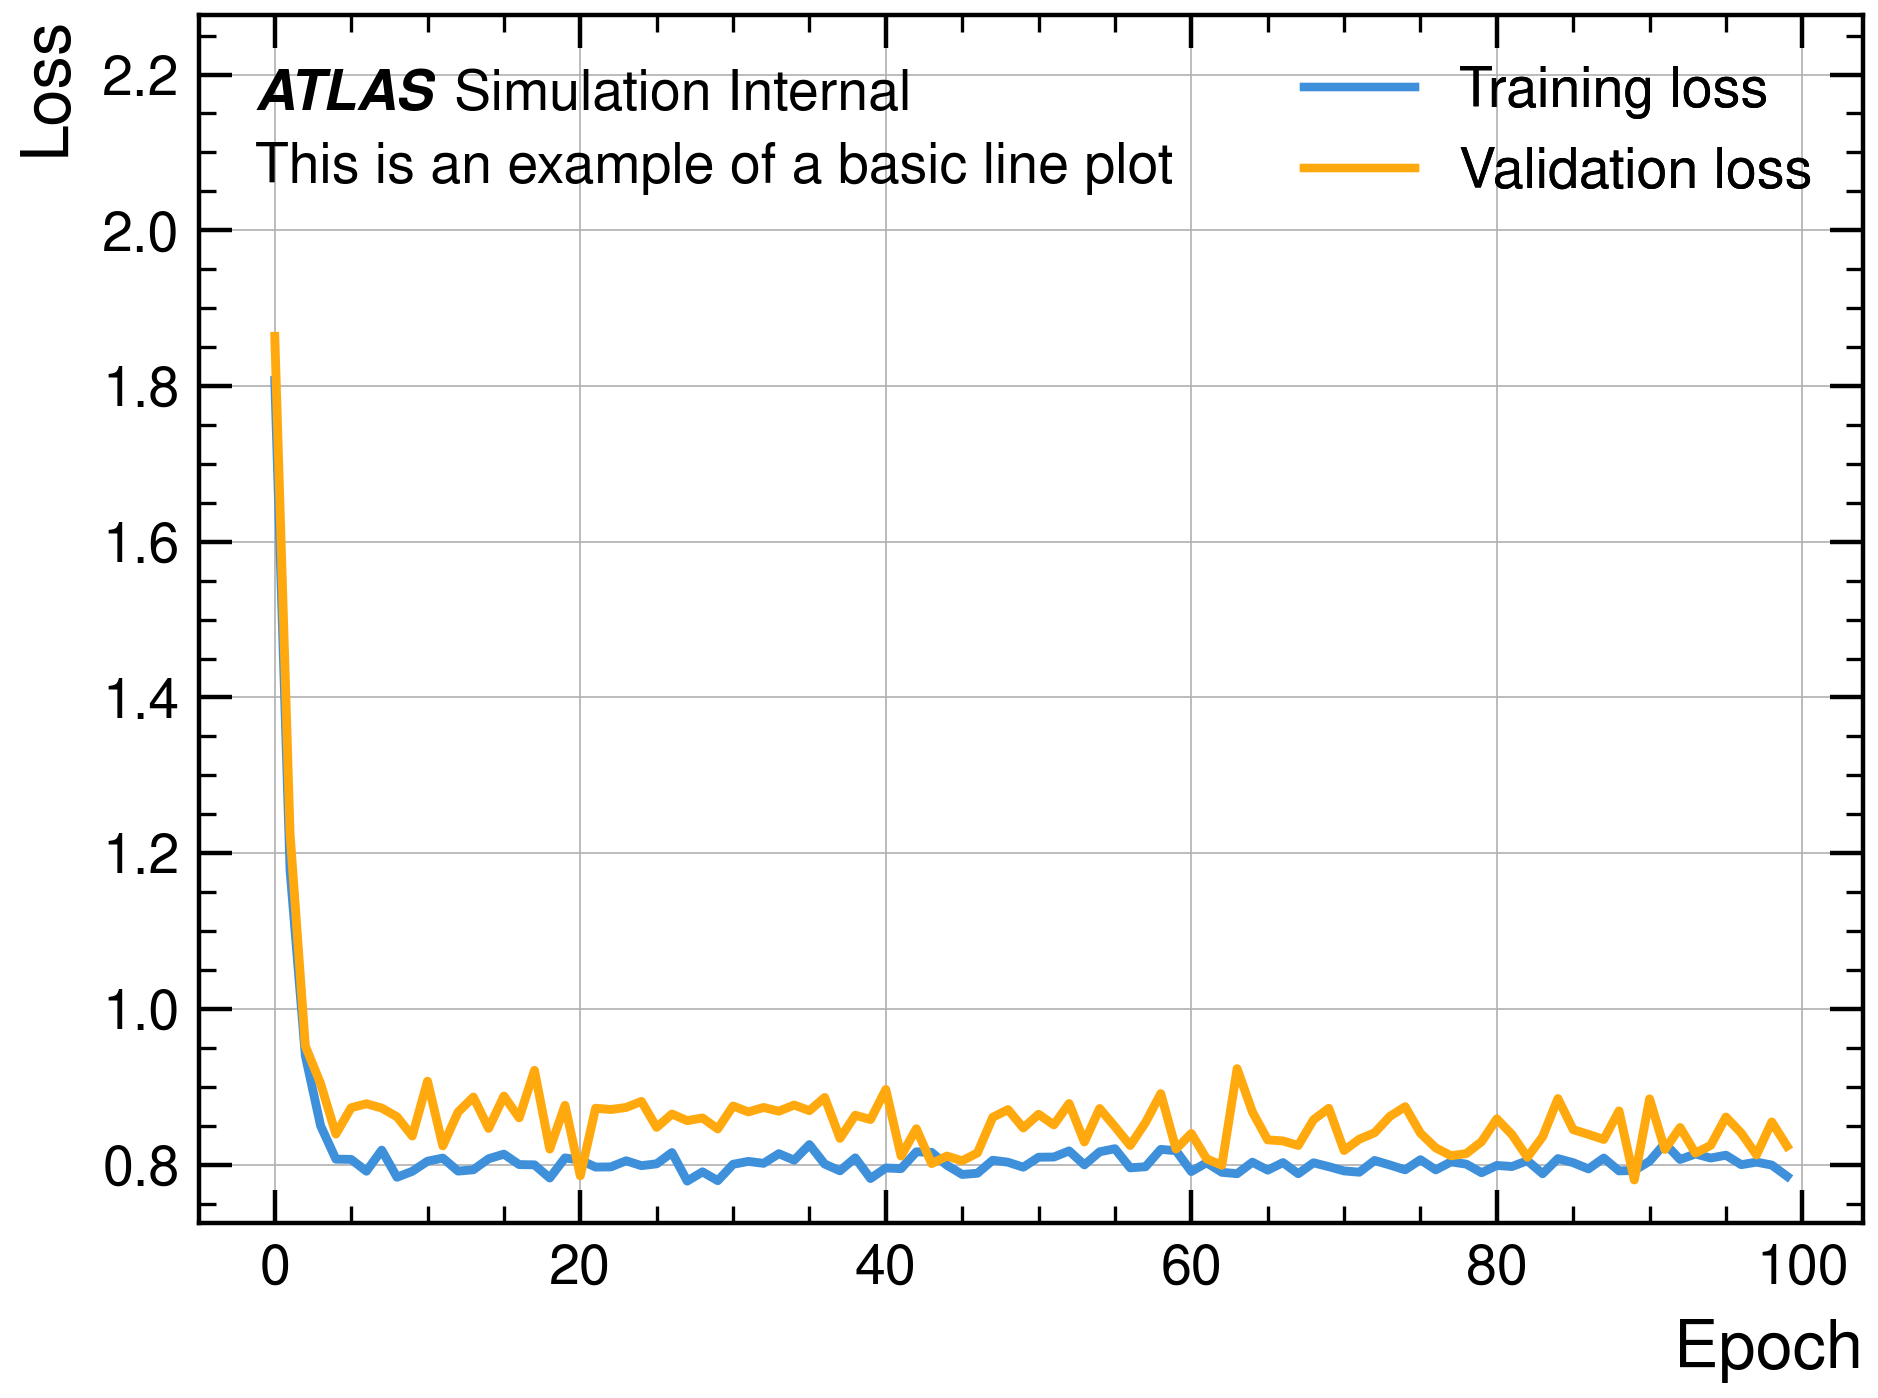 Loss
ATLAS Simulation Internal
This is an example of a basic line plot
Training loss
Validation loss
2.2
2.0
1.8
1.6
1.4
1.2
1.0
0.8
0 20 40 60 80 100
Epoch